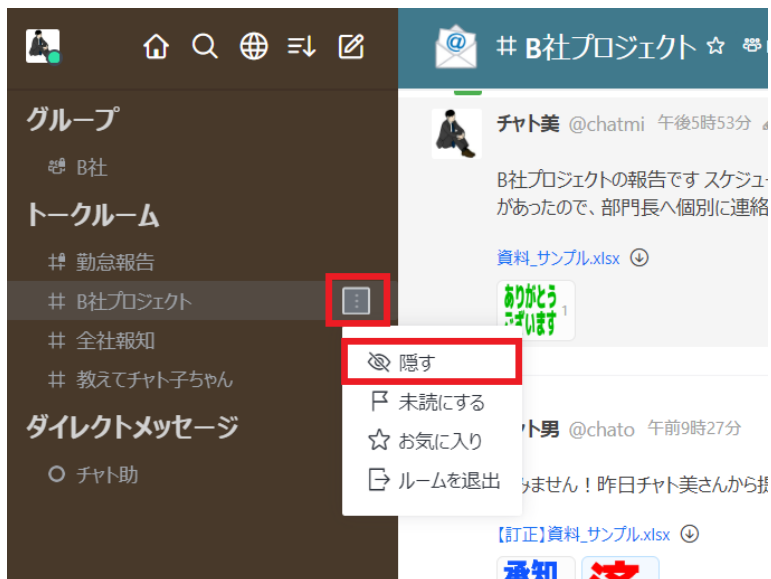 # B社プロジェクト
グループ
B社
トークルーム
勤怠報告
# B社プロジェクト
# 全社報知
# 教えてチャト子ちゃん
ダイレクトメッセージ
チャト助
隠す
未読にする
お気に入り
ルームを退出
チャト美 @chatmi 午後5時53分
B社プロジェクトの報告です スケジュ
があったので、部門長へ個別に連絡
資料_サンプル.xlsx
ありがとう
ございます
1
ト男 @chato 午前9時27分
みません！昨日チャト美さんから提
【訂正】資料_サンプル.xlsx
承知
済